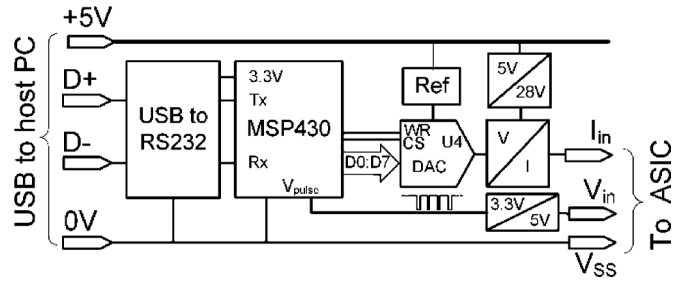 USB to host PC
+5V
D+
D-
0V
USB to
RS232
3.3V
Tx
MSP430
Rx
Vpulse
Ref
WR
CS
U4
DAC
D0:D7
5V
28V
V
I
3.3V
5V
Iin
Vin
VSS
To ASIC